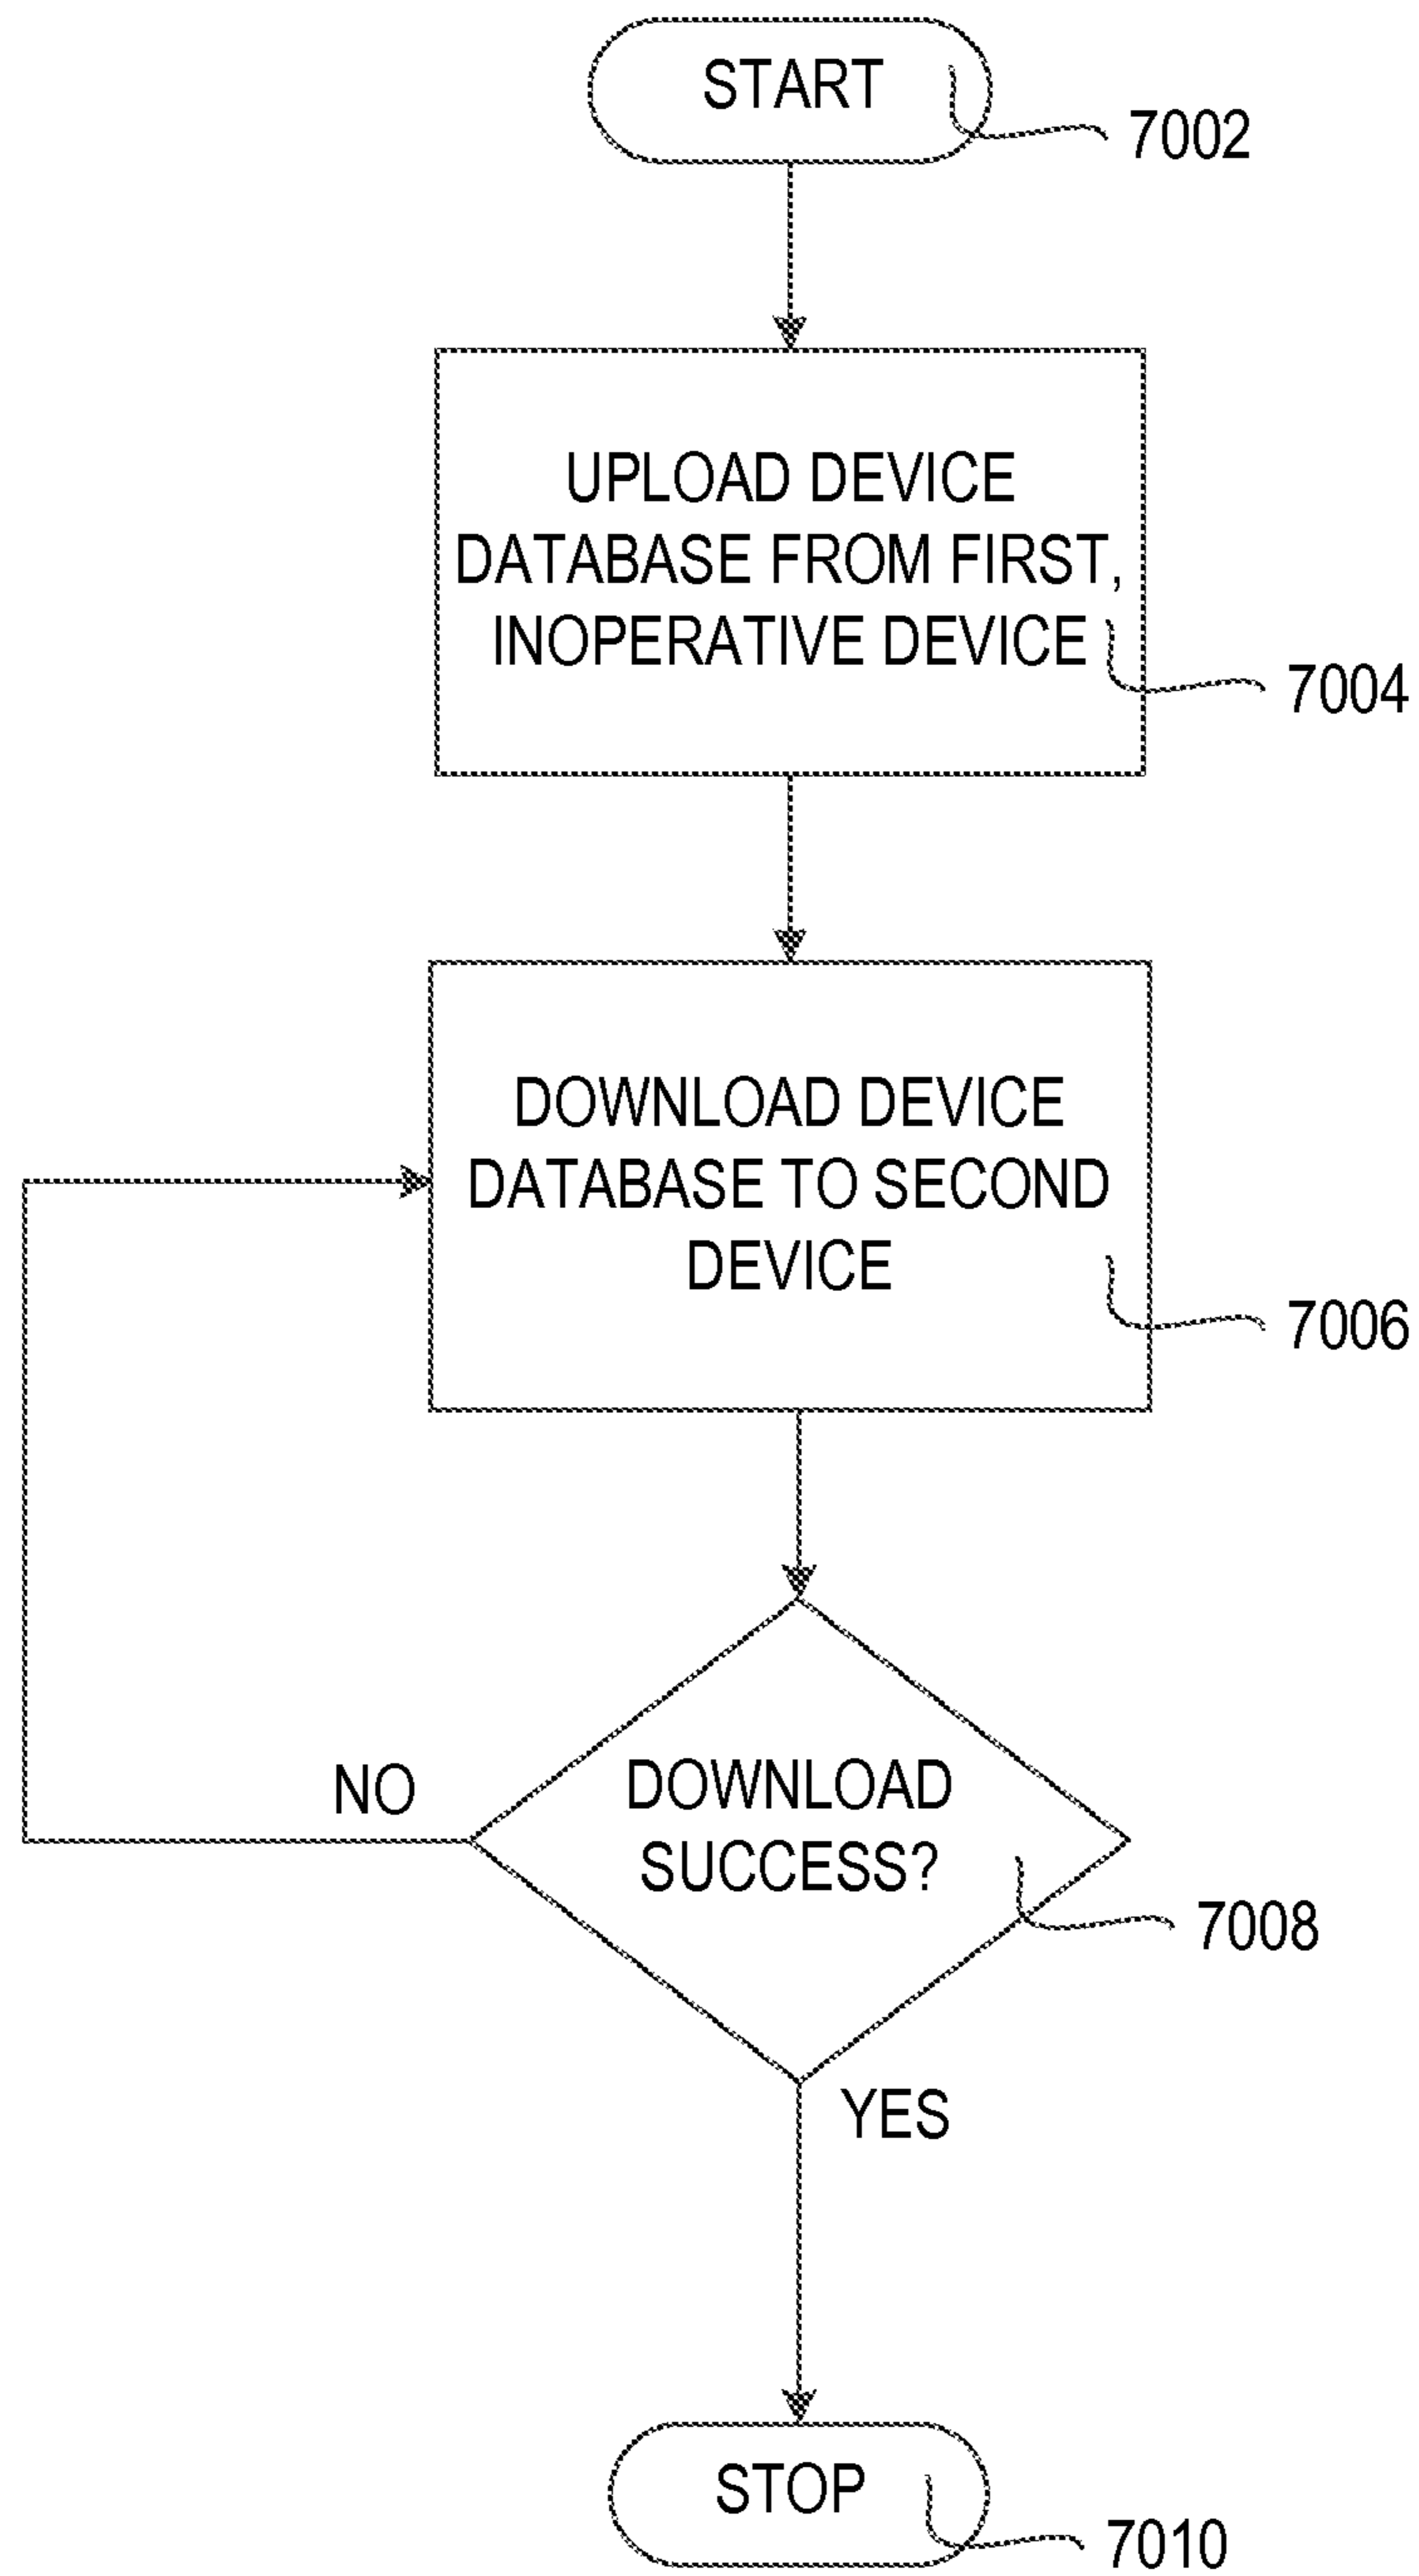 START
7002
UPLOAD DEVICE
DATABASE FROM FIRST,
INOPERATIVE DEVICE
7004
DOWNLOAD DEVICE
DATABASE TO SECOND
DEVICE
7006
DOWNLOAD
SUCCESS?
NO
7008
YES
STOP
7010